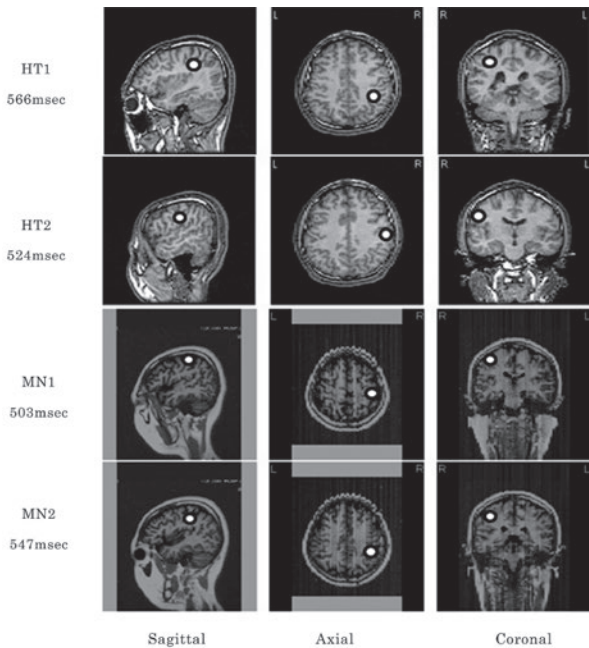 L R R L
HT1
566msec
L R R L
HT2
524msec
L R R L
MN1
503msec
L R R L
MN2
547msec
Sagittal Axial Coronal